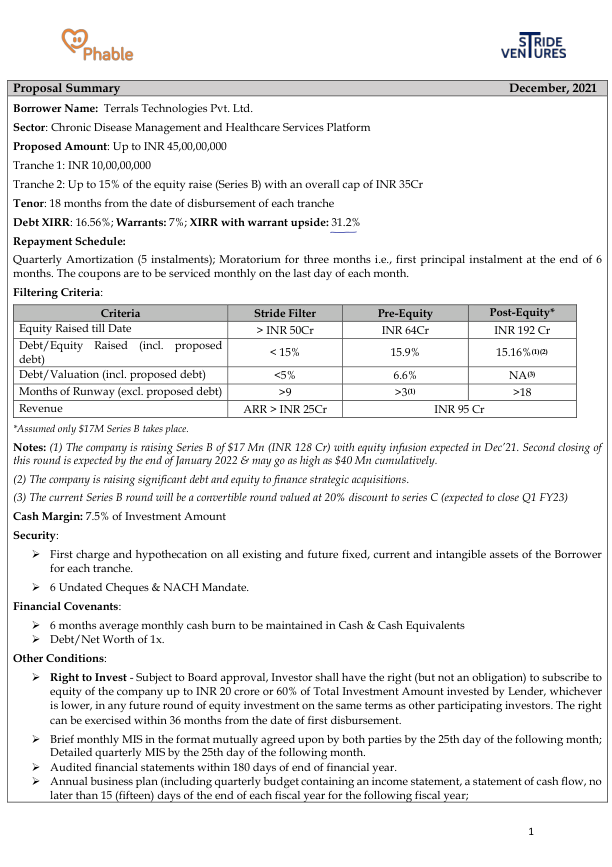 Phable
STRIDE
VENTURES
Proposal Summary December, 2021
Borrower Name: Terrals Technologies Pvt. Ltd.
Sector: Chronic Disease Management and Healthcare Services Platform
Proposed Amount: Up to INR 45,00,00,000
Tranche 1: INR 10,00,00,000
Tranche 2: Up to 15% of the equity raise (Series B) with an overall cap of INR 35Cr
Tenor: 18 months from the date of disbursement of each tranche
Debt XIRR: 16.56%; Warrants: 7%; XIRR with warrant upside: 31.2%
Repayment Schedule:
Quarterly Amortization (5 instalments); Moratorium for three months i.e., first principal instalment at the end of 6
months. The coupons are to be serviced monthly on the last day of each month.
Filtering Criteria:
Criteria Stride Filter Pre-Equity Post-Equity*
Equity Raised till Date > INR 50Cr INR 64Cr INR 192 Cr
Debt/Equity Raised (incl. proposed
debt) < 15% 15.9% 15.16%(1)(2)
Debt/Valuation (incl. proposed debt) <5% 6.6% NA(3)
Months of Runway (excl. proposed debt) >9 >3(1) >18
Revenue ARR > INR 25Cr INR 95 Cr
*Assumed only $17M Series B takes place.
Notes: (1) The company is raising Series B of $17 Mn (INR 128 Cr) with equity infusion expected in Dec'21. Second closing of
this round is expected by the end of January 2022 & may go as high as $40 Mn cumulatively.
(2) The company is raising significant debt and equity to finance strategic acquisitions.
(3) The current Series B round will be a convertible round valued at 20% discount to series C (expected to close Q1 FY23)
Cash Margin: 7.5% of Investment Amount
Security:
➢ First charge and hypothecation on all existing and future fixed, current and intangible assets of the Borrower
for each tranche.
➢ 6 Undated Cheques & NACH Mandate.
Financial Covenants:
➢ 6 months average monthly cash burn to be maintained in Cash & Cash Equivalents
➢ Debt/Net Worth of 1x.
Other Conditions:
➢ Right to Invest - Subject to Board approval, Investor shall have the right (but not an obligation) to subscribe to
equity of the company up to INR 20 crore or 60% of Total Investment Amount invested by Lender, whichever
is lower, in any future round of equity investment on the same terms as other participating investors. The right
can be exercised within 36 months from the date of first disbursement.
➢ Brief monthly MIS in the format mutually agreed upon by both parties by the 25th day of the following month;
Detailed quarterly MIS by the 25th day of the following month.
➢ Audited financial statements within 180 days of end of financial year.
➢ Annual business plan (including quarterly budget containing an income statement, a statement of cash flow, no
later than 15 (fifteen) days of the end of each fiscal year for the following fiscal year;
1